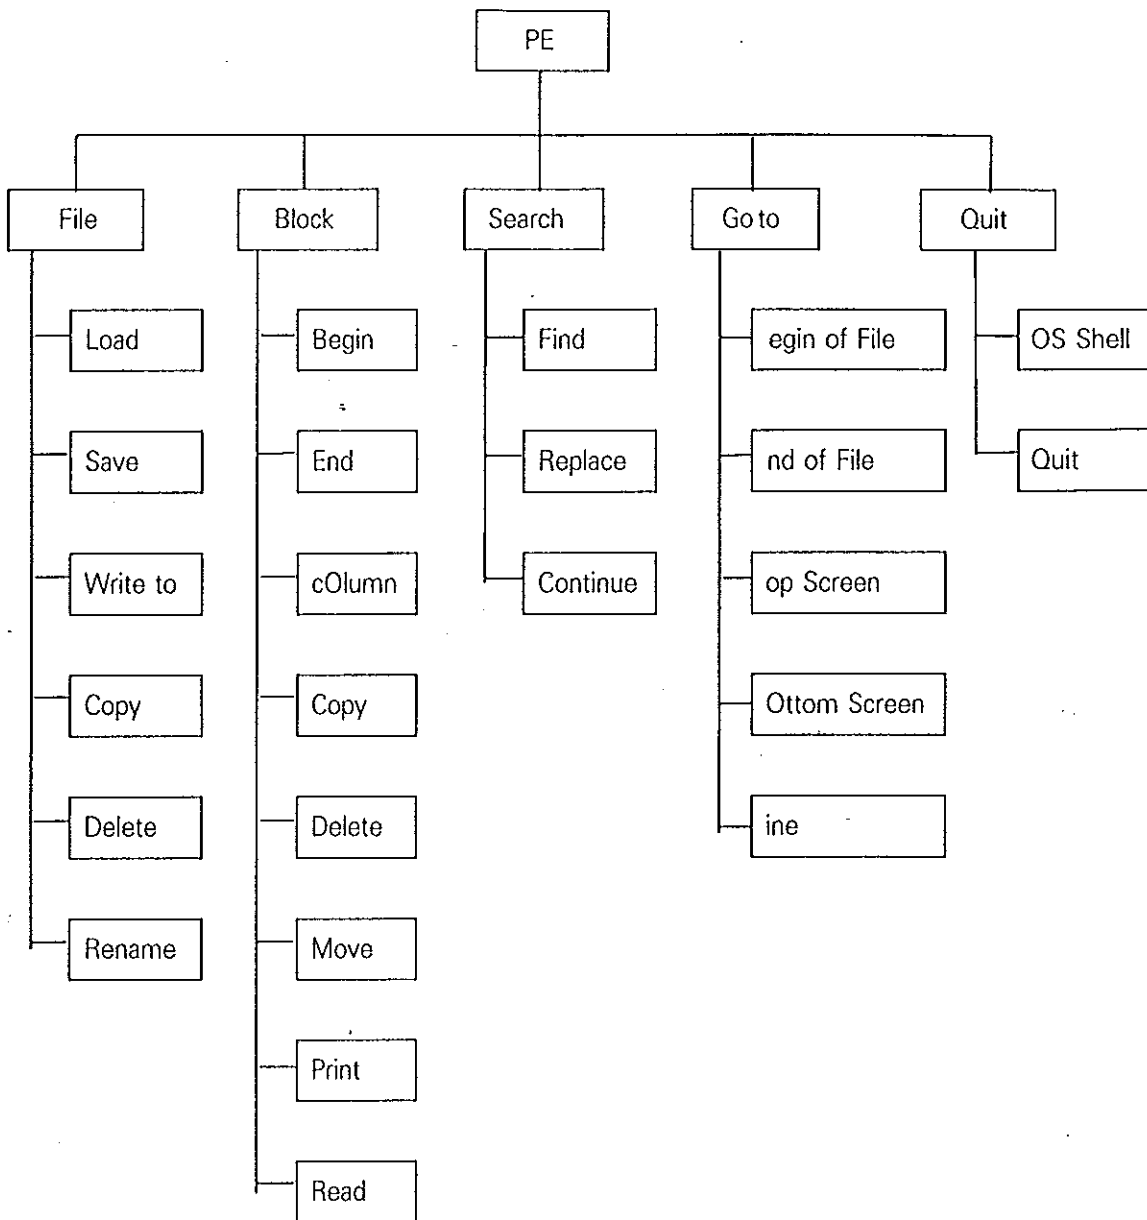 PE
File
Block
Search
Go to
Quit
Load
Begin
Find
egin of File
OS Shell
Save
End
Replace
nd of File
Quit
Write to
cOlumn
Continue
op Screen
Copy
Copy
Ottom Screen
Delete
Delete
ine
Rename
Move
Print
Read